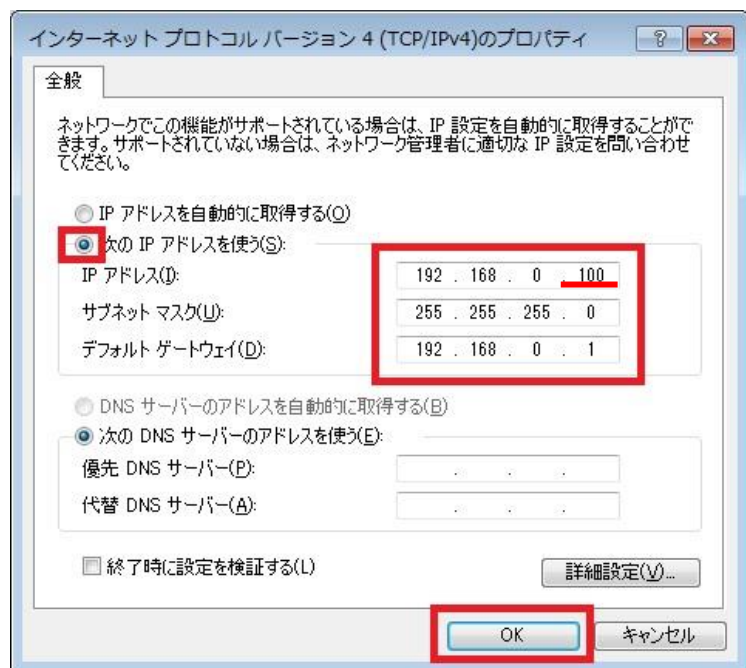 インターネット プロトコル バージョン 4 (TCP/IPv4)のプロパティ
全般
ネットワークでこの機能がサポートされている場合は、IP 設定を自動的に取得することがで
きます。サポートされていない場合は、ネットワーク管理者に適切な IP 設定を問い合わせ
てください。
IP アドレスを自動的に取得する(O)
次の IP アドレスを使う(S):
IP アドレス(I): 192 . 168 . 0 . 100
サブネット マスク(U): 255 . 255 . 255 . 0
デフォルト ゲートウェイ(D): 192 . 168 . 0 . 1
DNS サーバーのアドレスを自動的に取得する(B)
次の DNS サーバーのアドレスを使う(E):
優先 DNS サーバー(P): . . .
代替 DNS サーバー(A): . . .
終了時に設定を検証する(L)
詳細設定(V)...
OK キャンセル